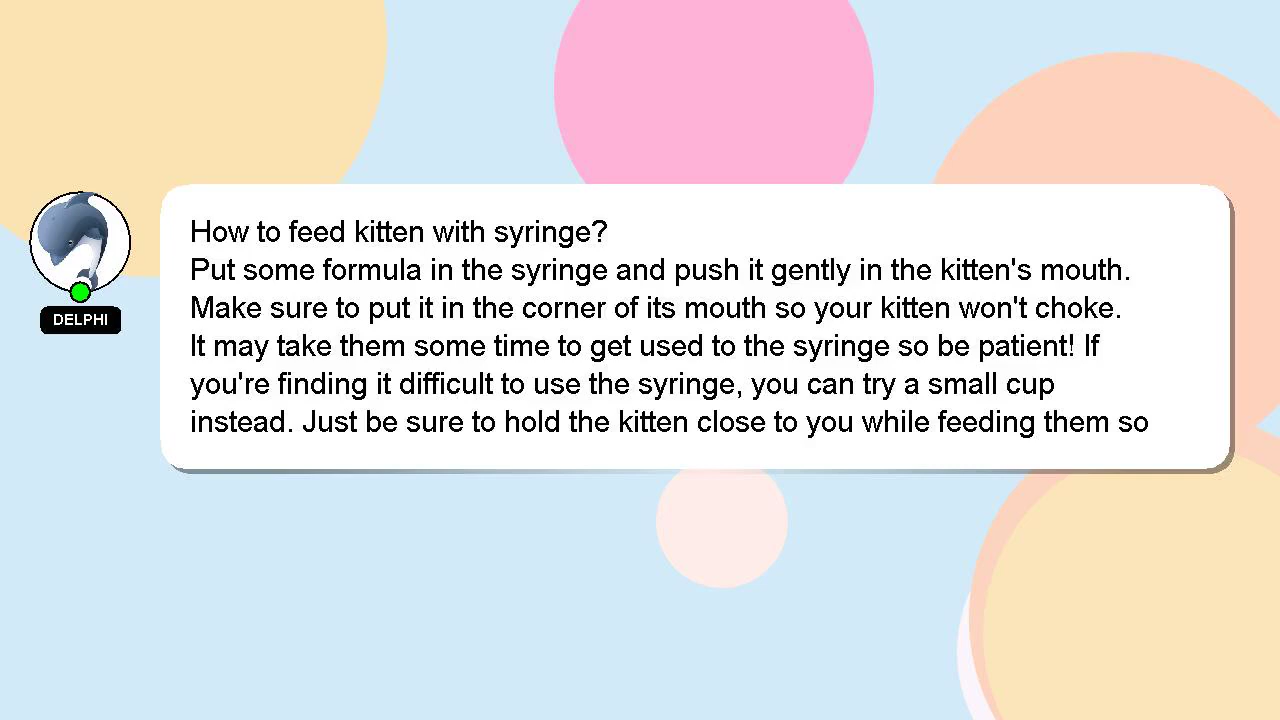 How to feed kitten with syringe?
Put some formula in the syringe and push it gently in the kitten's mouth.
Make sure to put it in the corner of its mouth so your kitten won't choke.
It may take them some time to get used to the syringe so be patient! If
you're finding it difficult to use the syringe, you can try a small cup
instead. Just be sure to hold the kitten close to you while feeding them so
DELPHI